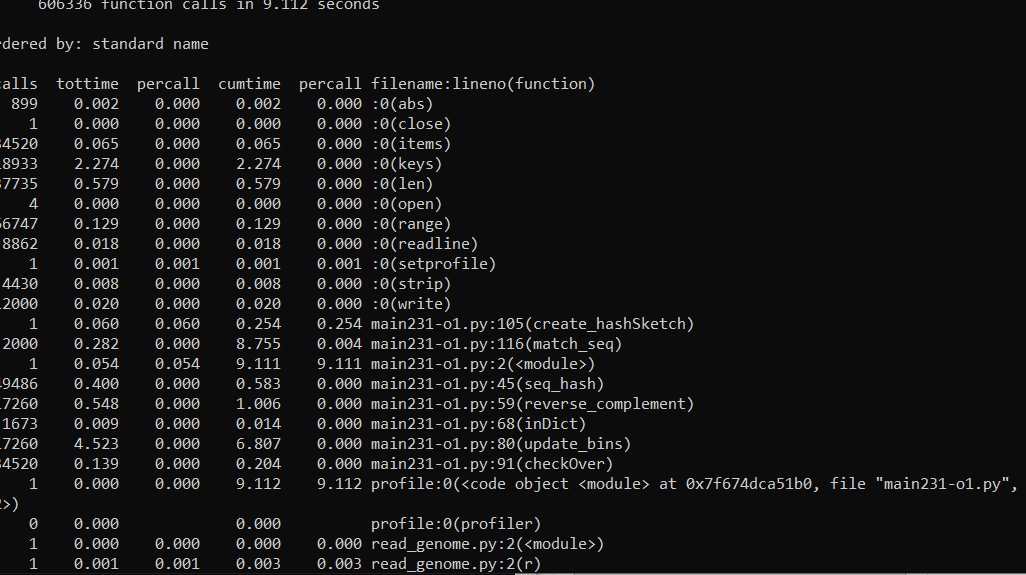 606336 function calls in 9.112 seconds
rdered by: standard name
calls tottime percall cumtime percall filename:lineno(function)
899 0.002 0.000 0.002 0.000 :0(abs)
1 0.000 0.000 0.000 0.000 :0(close)
34520 0.065 0.000 0.065 0.000 :0(items)
18933 2.274 0.000 2.274 0.000 :0(keys)
37735 0.579 0.000 0.579 0.000 :0(len)
4 0.000 0.000 0.000 0.000 :0(open)
56747 0.129 0.000 0.129 0.000 :0(range)
8862 0.018 0.000 0.018 0.000 :0(readline)
1 0.001 0.001 0.001 0.001 :0(setprofile)
4430 0.008 0.000 0.008 0.000 :0(strip)
12000 0.020 0.000 0.020 0.000 :0(write)
1 0.060 0.060 0.254 0.254 main231-o1.py:105(create_hashSketch)
2000 0.282 0.000 8.755 0.004 main231-o1.py:116(match_seq)
1 0.054 0.054 9.111 9.111 main231-o1.py:2(<module>)
49486 0.400 0.000 0.583 0.000 main231-o1.py:45(seq_hash)
17260 0.548 0.000 1.006 0.000 main231-o1.py:59(reverse_complement)
1673 0.009 0.000 0.014 0.000 main231-o1.py:68(inDict)
17260 4.523 0.000 6.807 0.000 main231-o1.py:80(update_bins)
34520 0.139 0.000 0.204 0.000 main231-o1.py:91(checkOver)
1 0.000 0.000 9.112 9.112 profile:0(<code object <module> at 0x7f674dca51b0, file "main231-o1.py",
>)
0 0.000 0.000 profile:0(profiler)
1 0.000 0.000 0.000 0.000 read_genome.py:2(<module>)
1 0.001 0.001 0.003 0.003 read_genome.py:2(r)